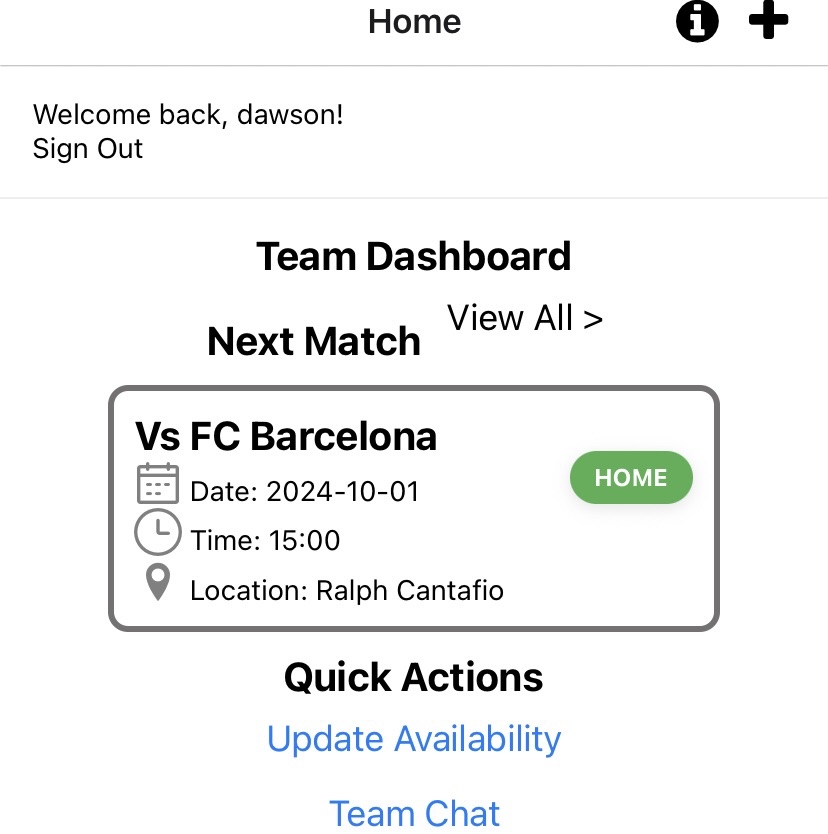 Home
Welcome back, dawson!
Sign Out
Team Dashboard
View All >
Next Match
Vs FC Barcelona
HOME
Date: 2024-10-01
Time: 15:00
Location: Ralph Cantafio
Quick Actions
Update Availability
Team Chat